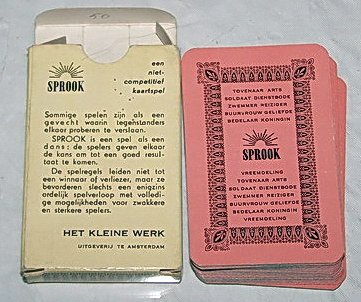 50
SPROOK
een
niet-
competitief
kaartspel
Sommige spelen zijn als een
gevecht waarin tegenstanders
elkaar proberen te verslaan.
SPROOK is een spel als een
dans: de spelers geven elkaar
de kans om tot een goed resul-
taat te komen.
De spelregels leiden niet tot
een winnaar of verliezer, maar ze
bevorderen slechts een enigzins
ordelijk spelverloop met volledi-
ge mogelijkheden voor zwakkere
en sterkere spelers.
HET KLEINE WERK
UITGEVERIJ TE AMSTERDAM
TOVENAAR ARTS
SOLDAAT DIENSTBODE
ZWEMMER REIZIGER
BUURVROUW GELIEFDE
BEDELAAR KONINGIN
SPROOK
VREEMDELING
TOVENAAR ARTS
SOLDAAT DIENSTBODE
ZWEMMER REIZIGER
BUURVROUW GELIEFDE
BEDELAAR KONINGIN
VREEMDELING